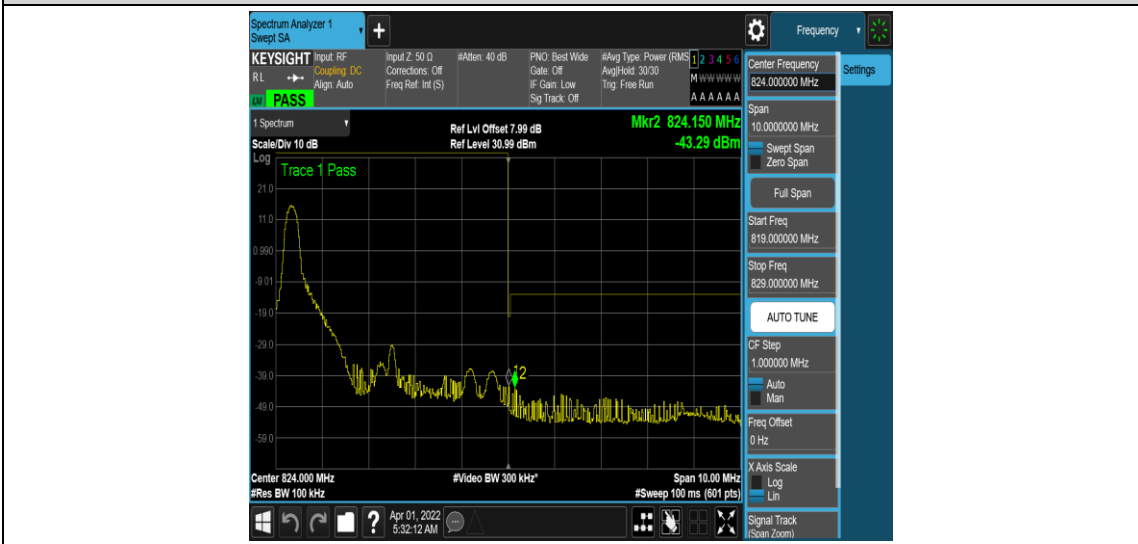 Spectrum Analyzer 1
Swept SA
+
Frequency
KEYSIGHT
RL
LXI
PASS
Input: RF
Coupling: DC
Align: Auto
Input Z: 50 Ω
Corrections: Off
Freq Ref: Int (S)
#Atten: 40 dB
PNO: Best Wide
Gate: Off
IF Gain: Low
Sig Track: Off
#Avg Type: Power (RMS
Avg|Hold: 30/30
Trig: Free Run
1 2 3 4 5 6
M W W W W W
A A A A A A
1 Spectrum
Scale/Div 10 dB
Ref Lvl Offset 7.99 dB
Ref Level 30.99 dBm
Mkr2 824.150 MHz
-43.29 dBm
Log
Trace 1 Pass
21.0
11.0
0.990
-9.01
-19.0
-29.0
-39.0
-49.0
-59.0
12
Center 824.000 MHz
#Res BW 100 kHz
#Video BW 300 kHz*
Span 10.00 MHz
#Sweep 100 ms (601 pts)
?
Apr 01, 2022
5:32:12 AM
Center Frequency
824.000000 MHz
Settings
Span
10.0000000 MHz
Swept Span
Zero Span
Full Span
Start Freq
819.000000 MHz
Stop Freq
829.000000 MHz
AUTO TUNE
CF Step
1.000000 MHz
Auto
Man
Freq Offset
0 Hz
X Axis Scale
Log
Lin
Signal Track
(Span Zoom)